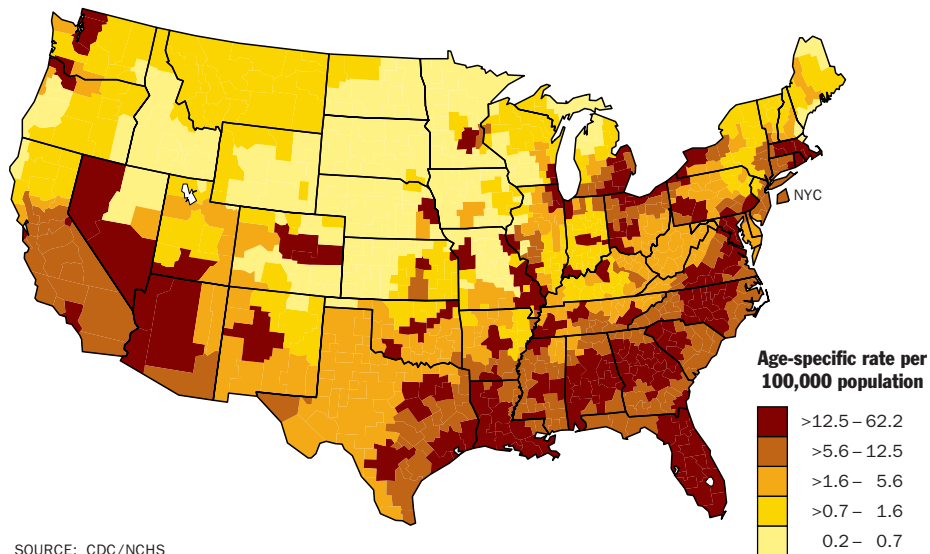 NYC
Age-specific rate per
100,000 population
>12.5 – 62.2
>5.6 – 12.5
>1.6 – 5.6
>0.7 – 1.6
0.2 – 0.7
SOURCE: CDC/NCHS